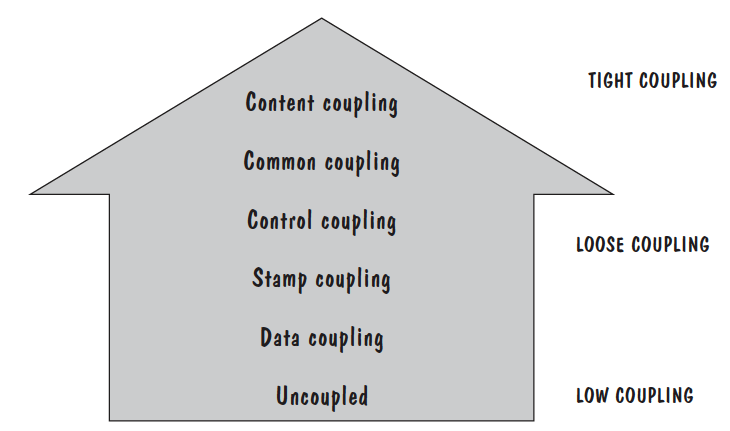 TIGHT COUPLING
Content coupling
Common coupling
Control coupling
LOOSE COUPLING
Stamp coupling
Data coupling
Uncoupled
LOW COUPLING